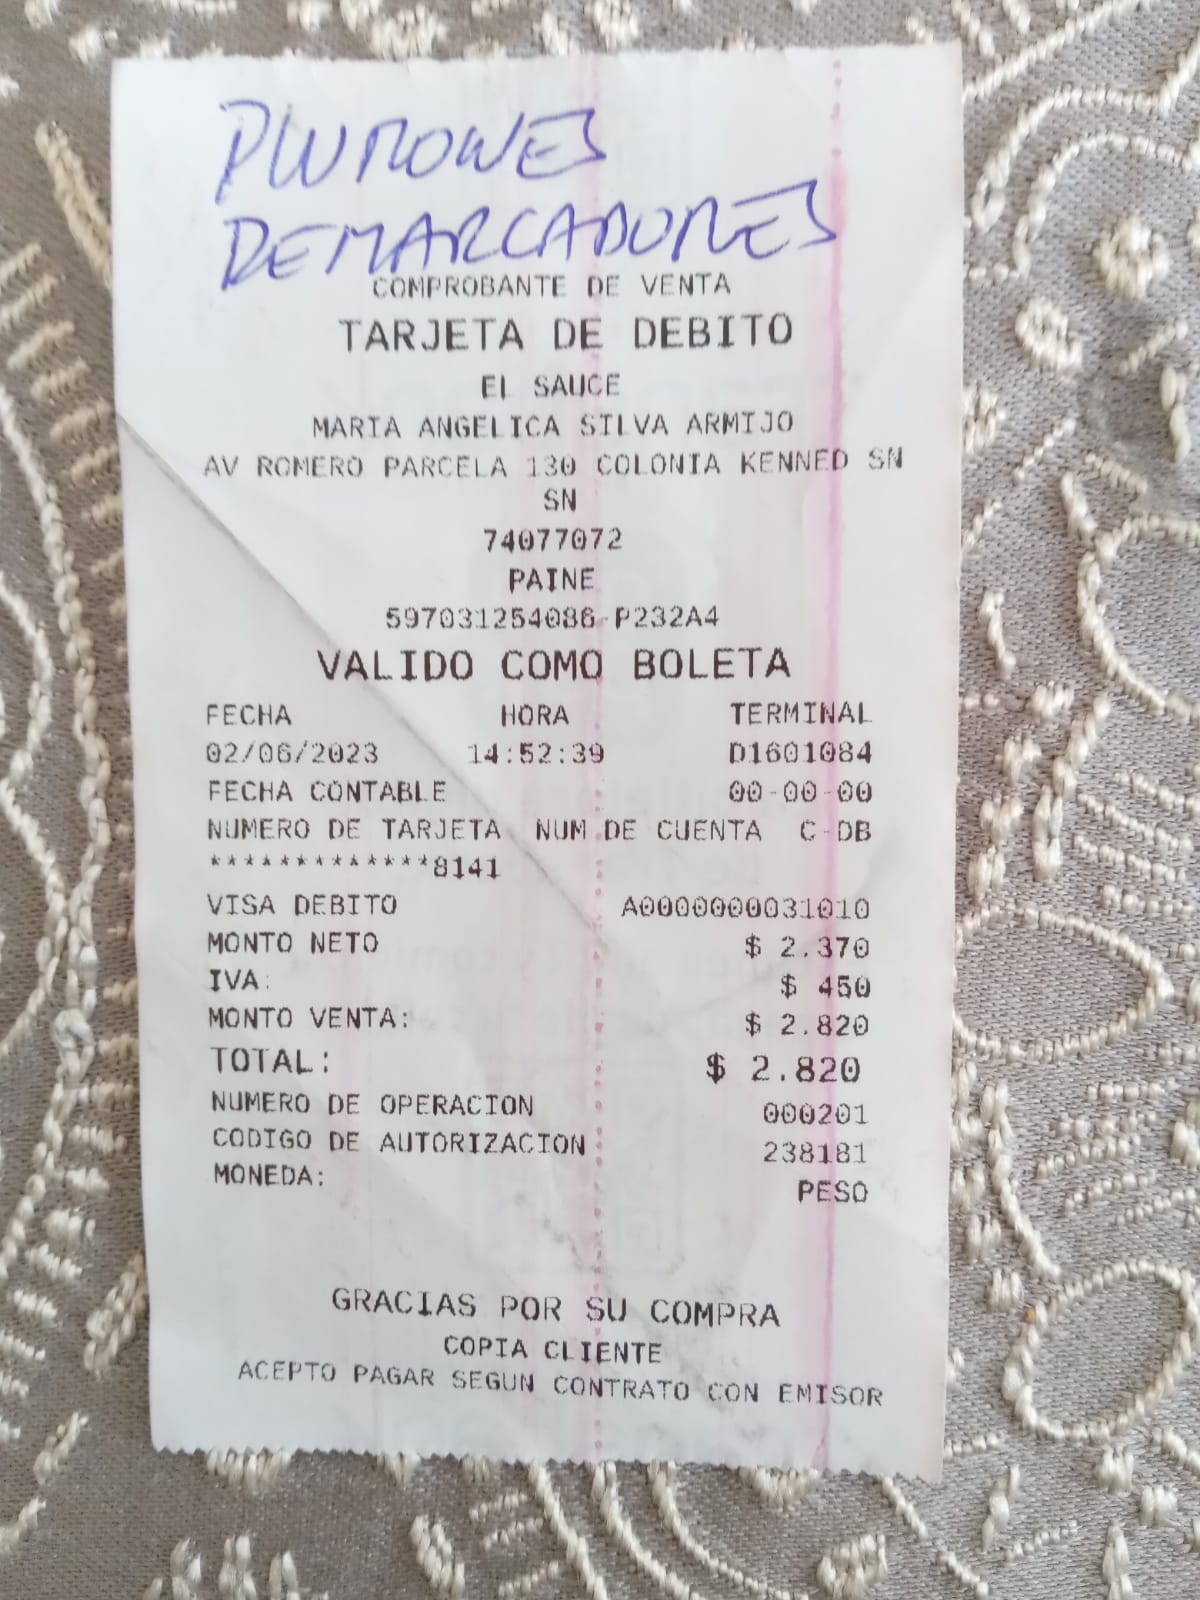 PLUMONES
DEMARCADORES
COMPROBANTE DE VENTA
TARJETA DE DEBITO
EL SAUCE
MARIA ANGELICA SILVA ARMIJO
AV ROMERO PARCELA 130 COLONIA KENNED SN
SN
74077072
PAINE
597031254086-P232A4
VALIDO COMO BOLETA
FECHA HORA TERMINAL
02/06/2023 14:52:39 D1601084
FECHA CONTABLE 00-00-00
NUMERO DE TARJETA NUM DE CUENTA C-DB
*************8141
VISA DEBITO A0000000031010
MONTO NETO $ 2.370
IVA: $ 450
MONTO VENTA: $ 2.820
TOTAL: $ 2.820
NUMERO DE OPERACION 000201
CODIGO DE AUTORIZACION 238181
MONEDA: PESO
GRACIAS POR SU COMPRA
COPIA CLIENTE
ACEPTO PAGAR SEGUN CONTRATO CON EMISOR